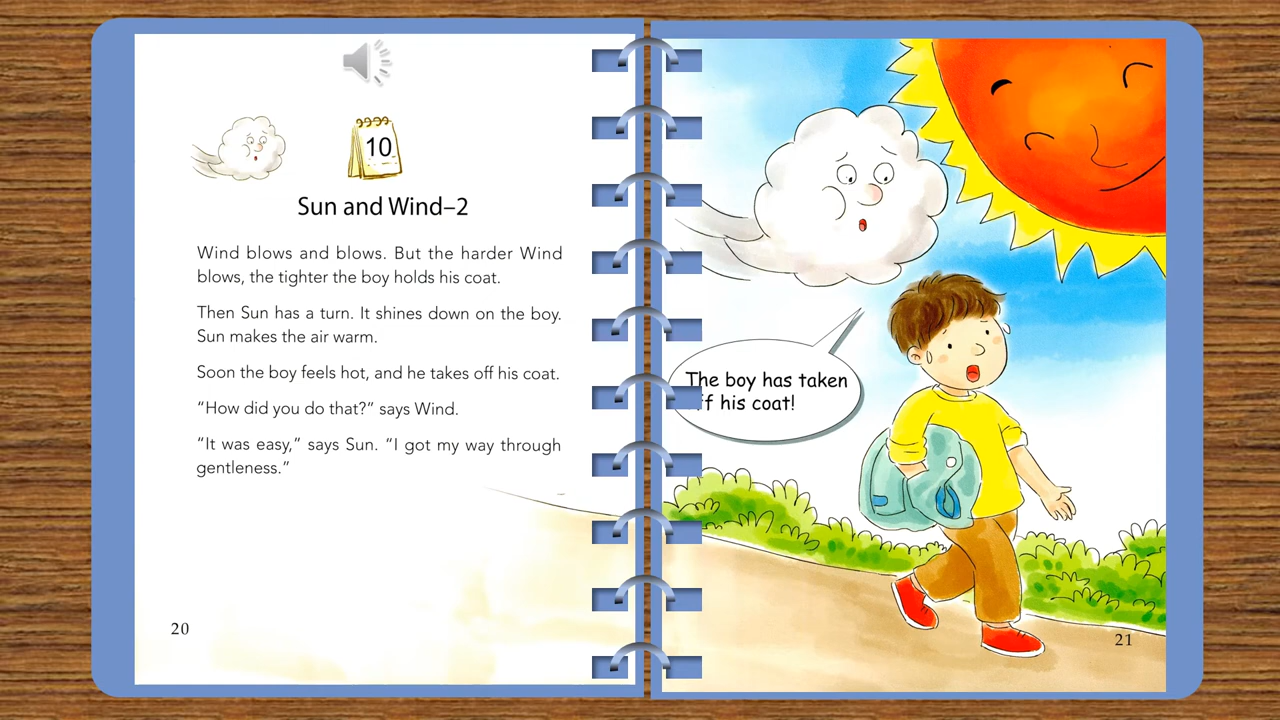 10
Sun and Wind–2
Wind blows and blows. But the harder Wind
blows, the tighter the boy holds his coat.
Then Sun has a turn. It shines down on the boy.
Sun makes the air warm.
Soon the boy feels hot, and he takes off his coat.
“How did you do that?” says Wind.
“It was easy,” says Sun. “I got my way through
gentleness.”
20
The boy has taken
his coat!
21